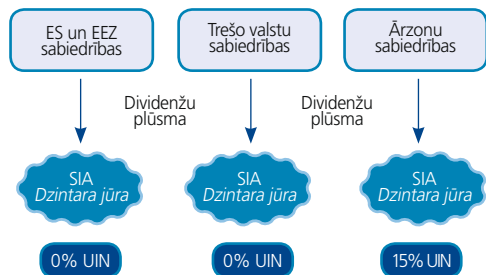 ES un EEZ
sabiedrības
Trešo valstu
sabiedrības
Ārzonu
sabiedrības
Dividenžu
plūsma
Dividenžu
plūsma
SIA
Dzintara jūra
SIA
Dzintara jūra
SIA
Dzintara jūra
0% UIN
0% UIN
15% UIN